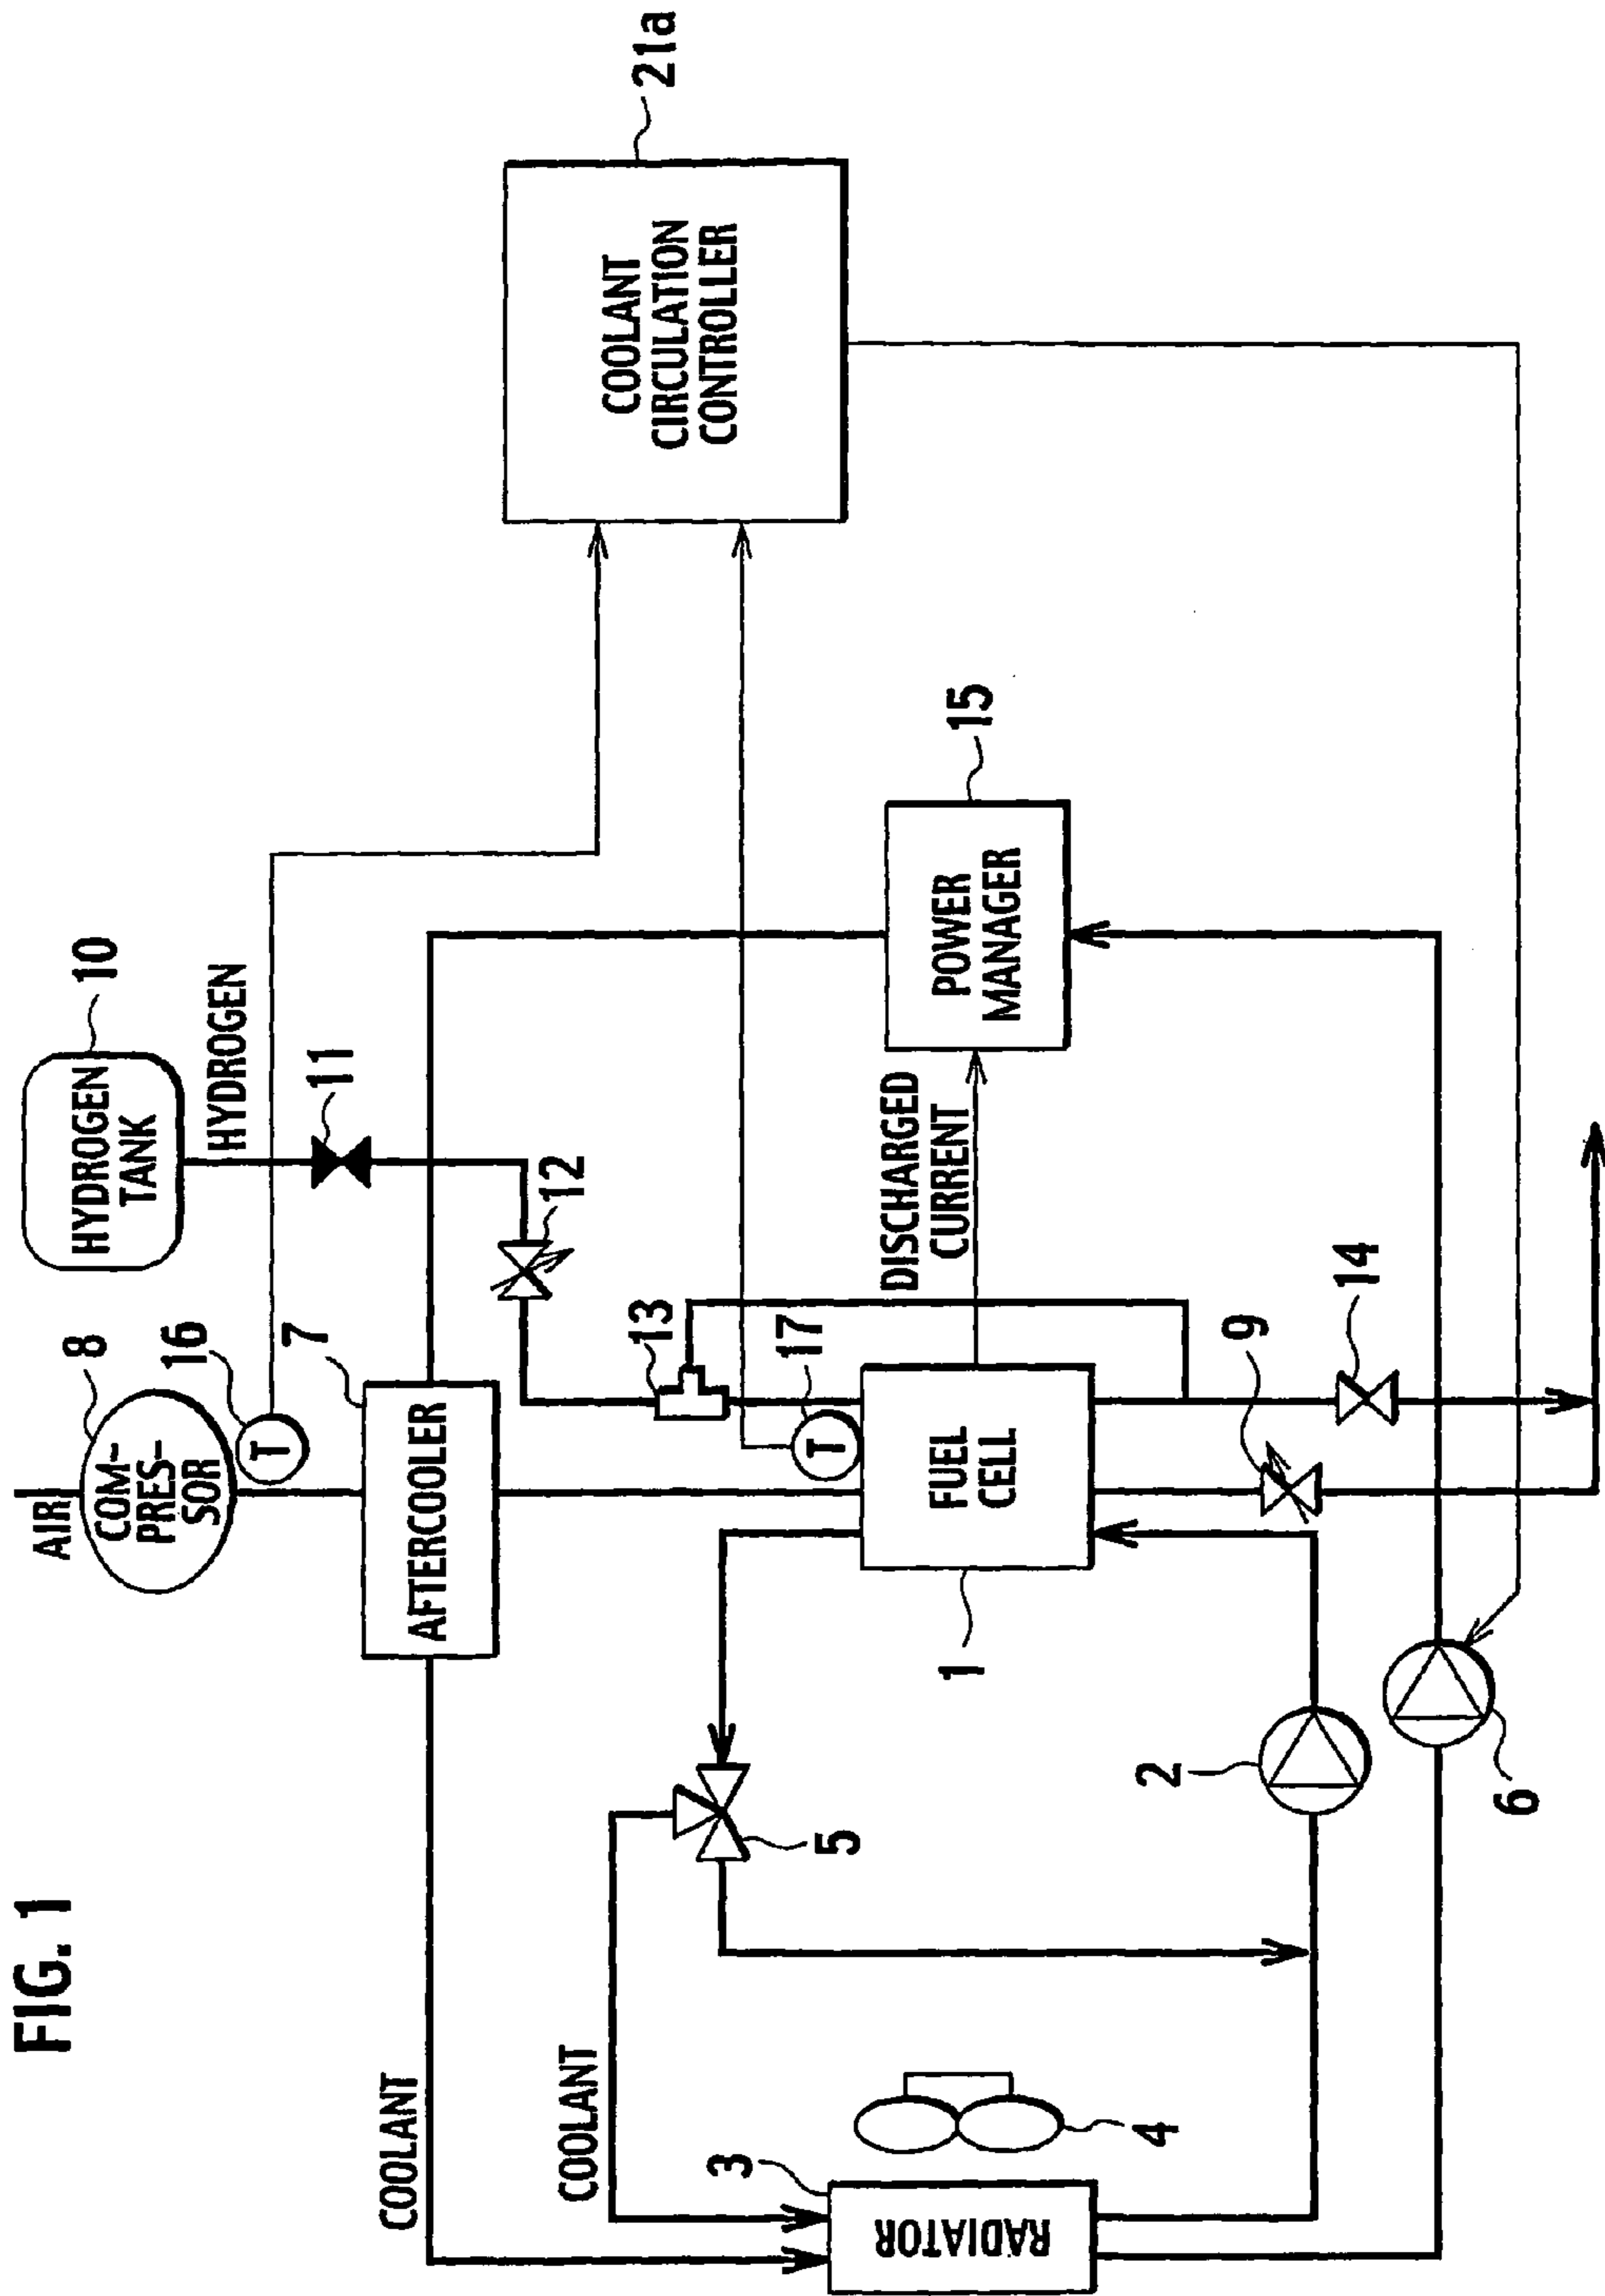 FIG. 1
AIR
8
COM-
PRES-
SOR
16
T
10
HYDROGEN
TANK
HYDROGEN
11
7
AFTERCOOLER
12
COOLANT
13
17
T
COOLANT
5
3
RADIATOR
4
FUEL
CELL
1
DISCHARGED
CURRENT
POWER
MANAGER
15
COOLANT
CIRCULATION
CONTROLLER
21a
9
14
2
6